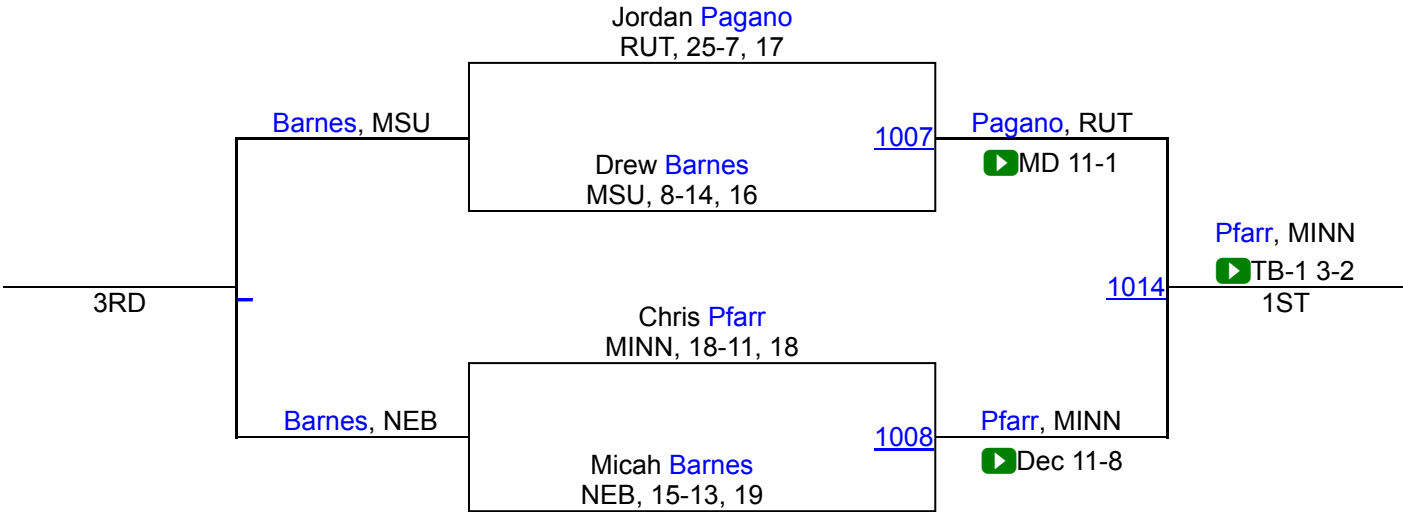 Jordan Pagano
RUT, 25-7, 17
Barnes, MSU
1007
Pagano, RUT
MD 11-1
Drew Barnes
MSU, 8-14, 16
Pfarr, MINN
TB-1 3-2
1014
3RD
1ST
Chris Pfarr
MINN, 18-11, 18
Barnes, NEB
1008
Pfarr, MINN
Dec 11-8
Micah Barnes
NEB, 15-13, 19